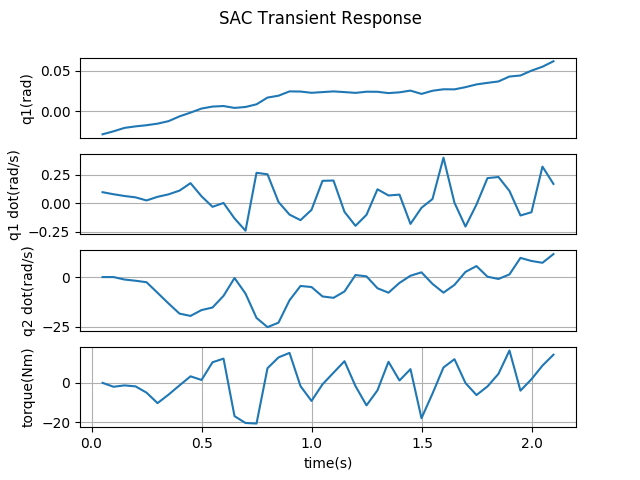 SAC Transient Response
q1(rad)
0.05
0.00
q1 dot(rad/s)
0.25
0.00
−0.25
q2 dot(rad/s)
0
−25
torque(Nm)
0
−20
0.0 0.5 1.0 1.5 2.0
time(s)